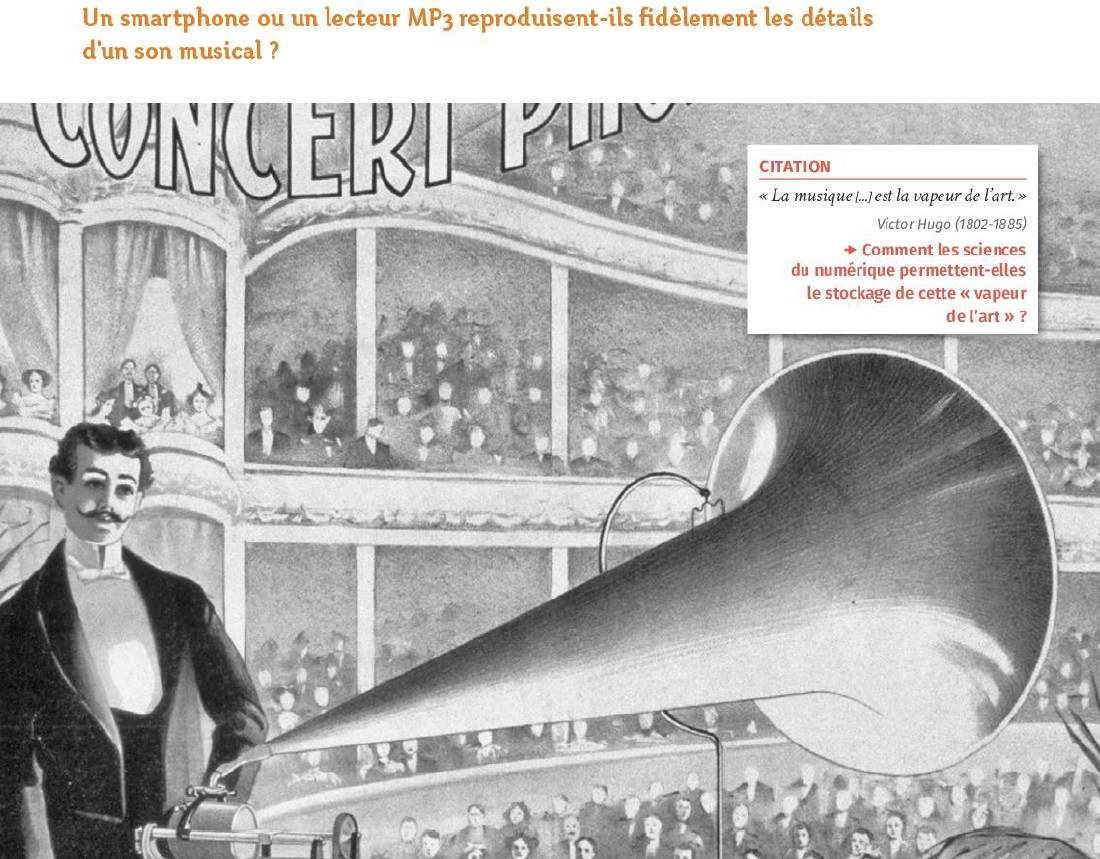 Un smartphone ou un lecteur MP3 reproduisent-ils fidèlement les détails
d'un son musical ?
CONCERT
CITATION
« La musique [...] est la vapeur de l'art. »
Victor Hugo (1802-1885)
➔ Comment les sciences
du numérique permettent-elles
le stockage de cette « vapeur
de l'art » ?